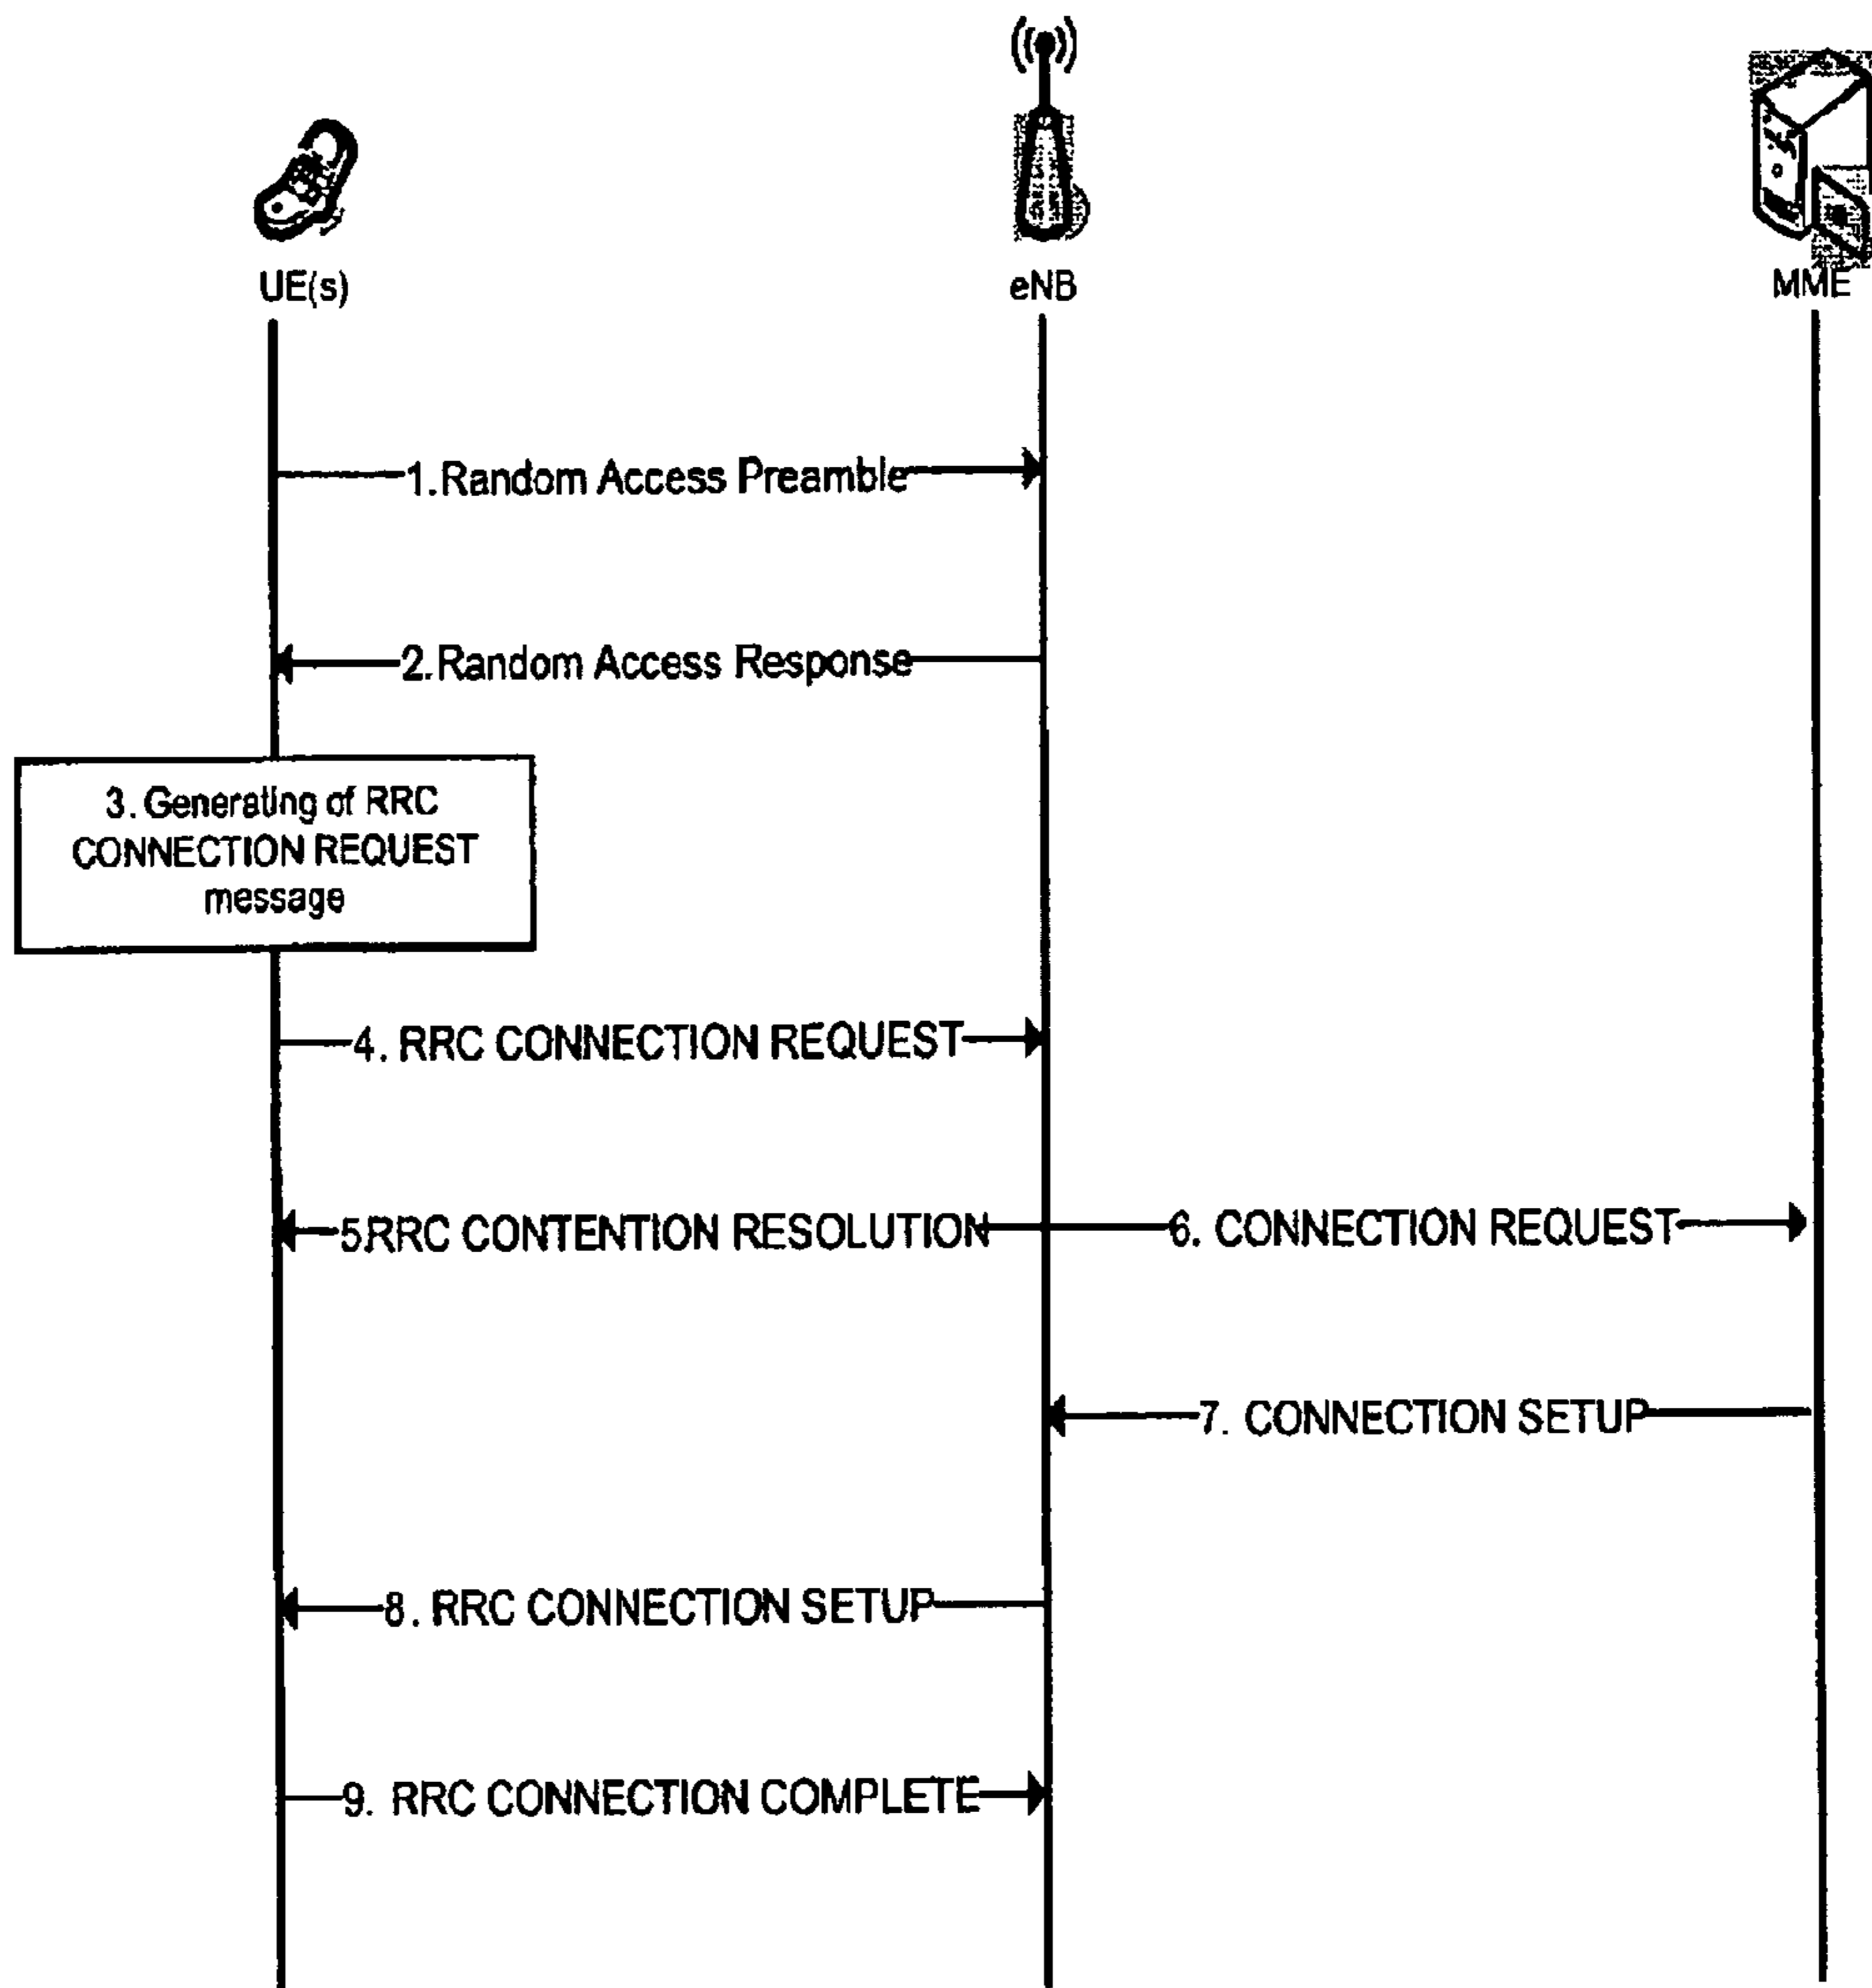 UE(s)
eNB
MME
1.Random Access Preamble
2.Random Access Response
3. Generating of RRC
CONNECTION REQUEST
message
4. RRC CONNECTION REQUEST
5.RRC CONTENTION RESOLUTION
6. CONNECTION REQUEST
7. CONNECTION SETUP
8. RRC CONNECTION SETUP
9. RRC CONNECTION COMPLETE